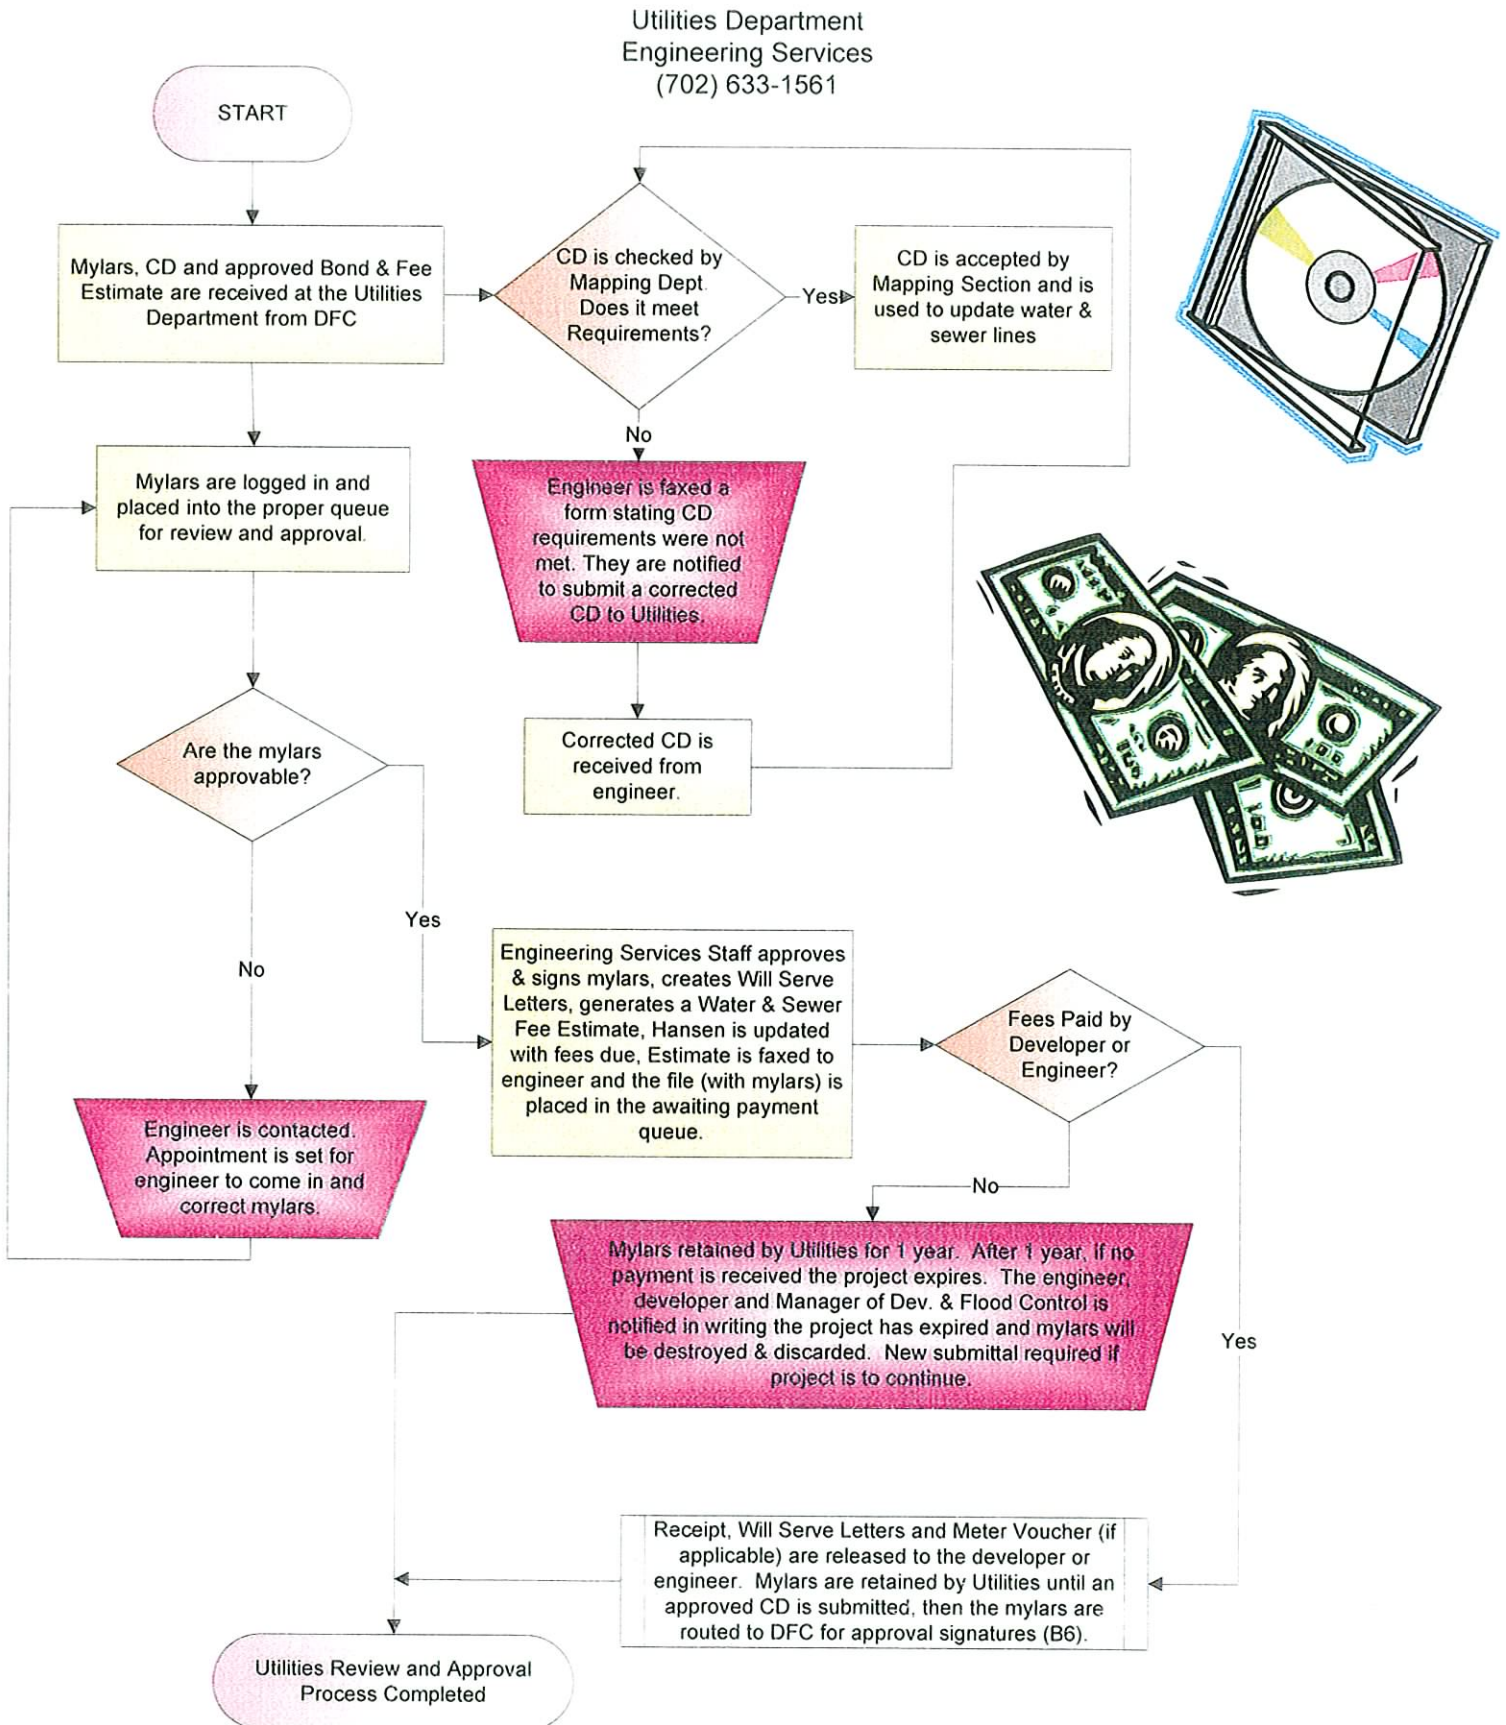 Utilities Department
Engineering Services
(702) 633-1561
START
Mylars, CD and approved Bond & Fee
Estimate are received at the Utilities
Department from DFC
CD is checked by
Mapping Dept.
Does it meet
Requirements?
Yes
CD is accepted by
Mapping Section and is
used to update water &
sewer lines
No
Mylars are logged in and
placed into the proper queue
for review and approval.
Engineer is faxed a
form stating CD
requirements were not
met. They are notified
to submit a corrected
CD to Utilities.
Corrected CD is
received from
engineer.
Are the mylars
approvable?
Yes
No
Engineering Services Staff approves
& signs mylars, creates Will Serve
Letters, generates a Water & Sewer
Fee Estimate, Hansen is updated
with fees due, Estimate is faxed to
engineer and the file (with mylars) is
placed in the awaiting payment
queue.
Fees Paid by
Developer or
Engineer?
Engineer is contacted.
Appointment is set for
engineer to come in and
correct mylars.
No
Mylars retained by Utilities for 1 year. After 1 year, if no
payment is received the project expires. The engineer,
developer and Manager of Dev. & Flood Control is
notified in writing the project has expired and mylars will
be destroyed & discarded. New submittal required if
project is to continue.
Yes
Receipt, Will Serve Letters and Meter Voucher (if
applicable) are released to the developer or
engineer. Mylars are retained by Utilities until an
approved CD is submitted, then the mylars are
routed to DFC for approval signatures (B6).
Utilities Review and Approval
Process Completed